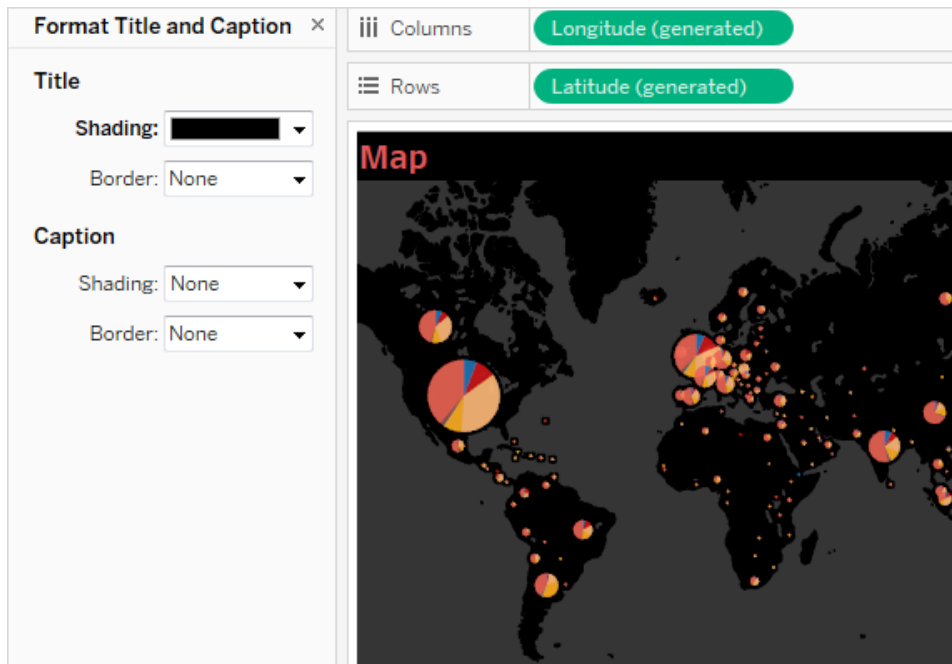 Format Title and Caption ×
Title
Shading:
Border: None
Caption
Shading: None
Border: None
Columns Longitude (generated)
Rows Latitude (generated)
Map